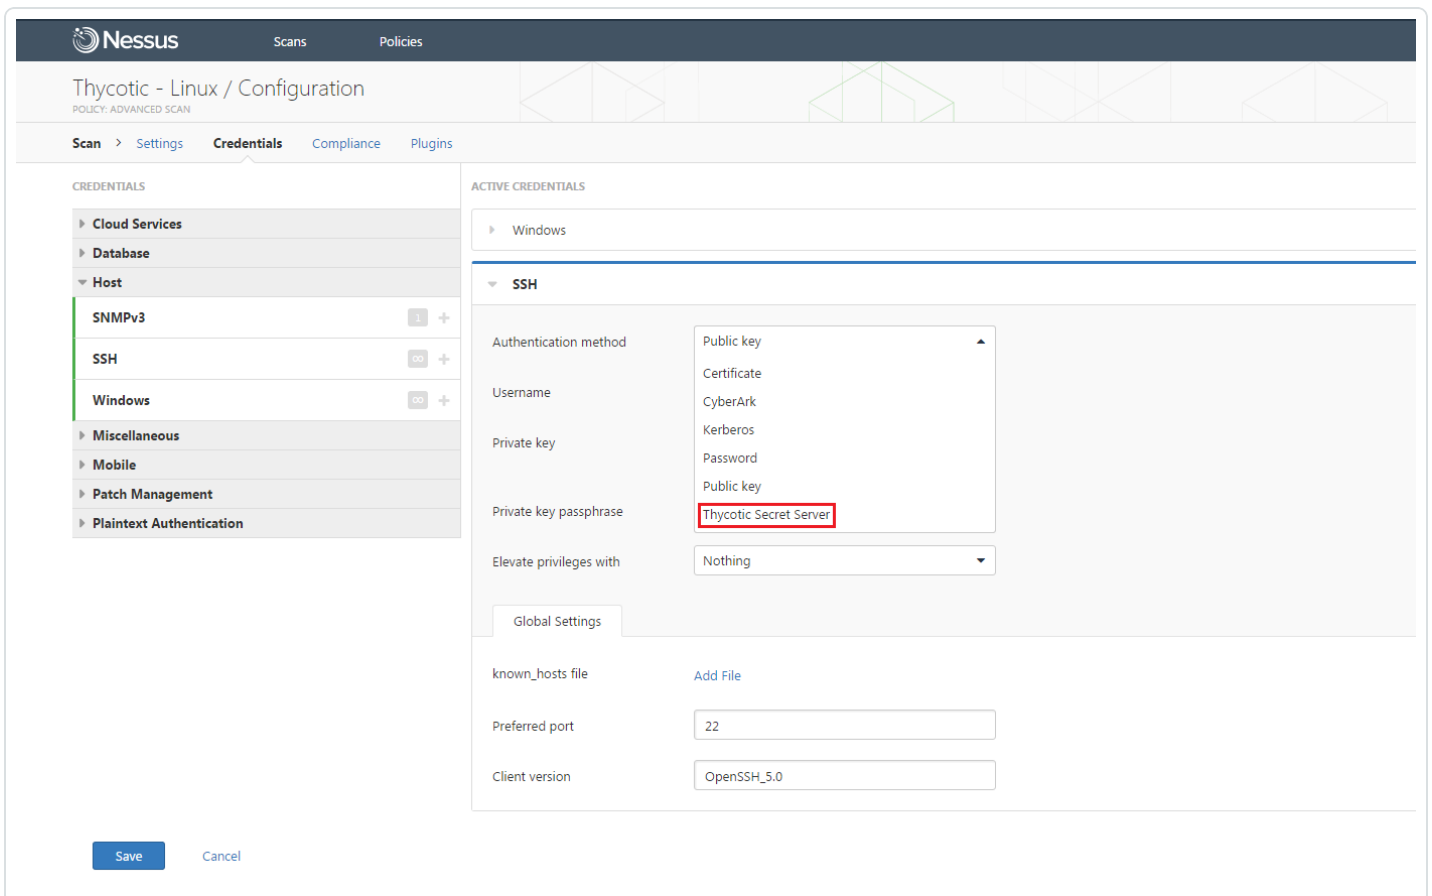 Nessus
Scans
Policies
Thycotic - Linux / Configuration
POLICY: ADVANCED SCAN
Scan > Settings Credentials Compliance Plugins
CREDENTIALS
Cloud Services
Database
Host
SNMPv3 1 +
SSH ∞ +
Windows ∞ +
Miscellaneous
Mobile
Patch Management
Plaintext Authentication
ACTIVE CREDENTIALS
Windows
SSH
Authentication method
Public key
Certificate
CyberArk
Kerberos
Password
Public key
Thycotic Secret Server
Username
Private key
Private key passphrase
Elevate privileges with
Nothing
Global Settings
known_hosts file
Add File
Preferred port
22
Client version
OpenSSH_5.0
Save
Cancel